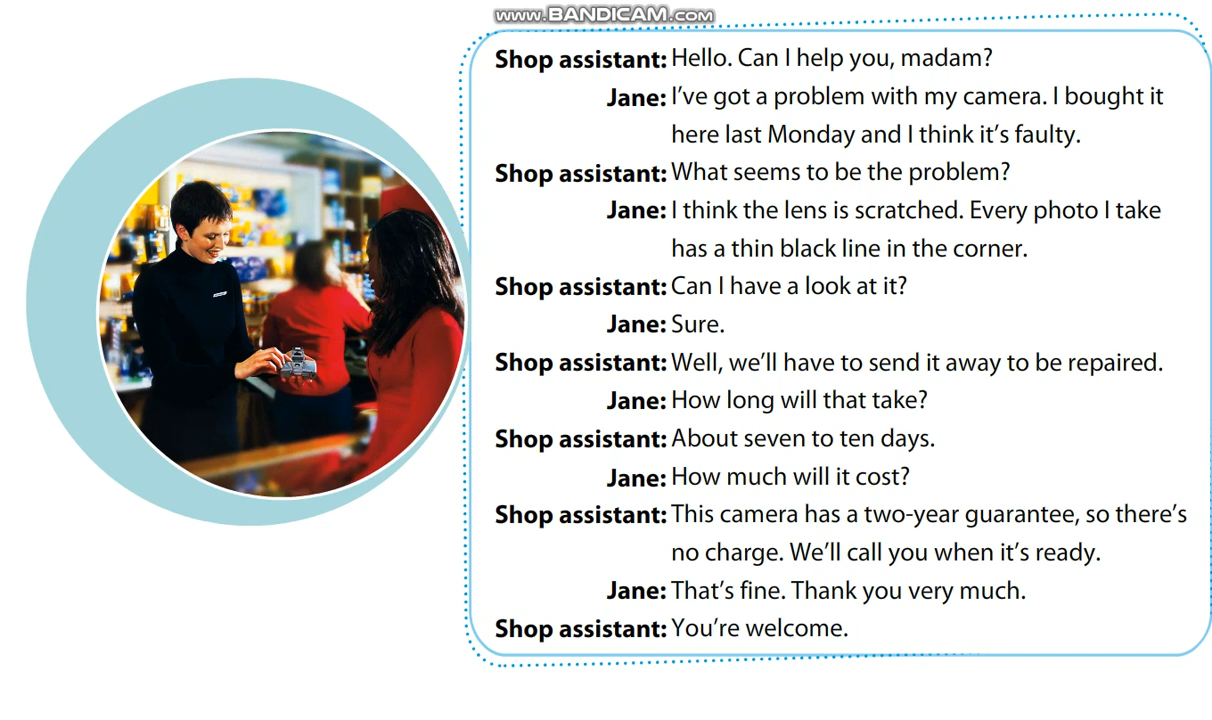 www.BANDICAM.com
Shop assistant: Hello. Can I help you, madam?
Jane: I’ve got a problem with my camera. I bought it
here last Monday and I think it’s faulty.
Shop assistant: What seems to be the problem?
Jane: I think the lens is scratched. Every photo I take
has a thin black line in the corner.
Shop assistant: Can I have a look at it?
Jane: Sure.
Shop assistant: Well, we’ll have to send it away to be repaired.
Jane: How long will that take?
Shop assistant: About seven to ten days.
Jane: How much will it cost?
Shop assistant: This camera has a two-year guarantee, so there’s
no charge. We’ll call you when it’s ready.
Jane: That’s fine. Thank you very much.
Shop assistant: You’re welcome.